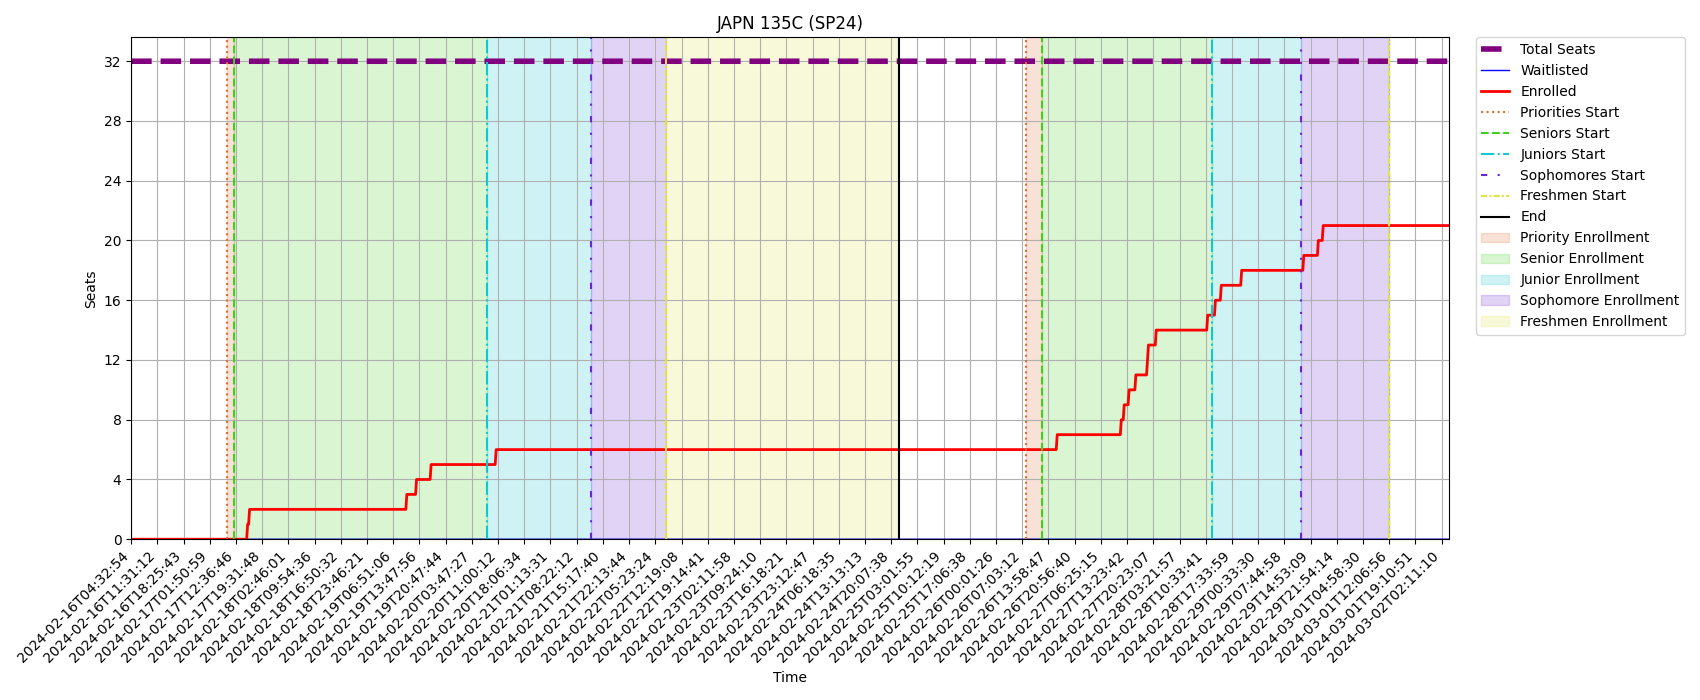 JAPN 135C (SP24)
Total Seats
Waitlisted
Enrolled
Priorities Start
Seniors Start
Juniors Start
Sophomores Start
Freshmen Start
End
Priority Enrollment
Senior Enrollment
Junior Enrollment
Sophomore Enrollment
Freshmen Enrollment
Seats
32
28
24
20
16
12
8
4
0
2024-02-16T04:32:54
2024-02-16T11:31:12
2024-02-16T18:25:43
2024-02-17T01:50:59
2024-02-17T12:36:46
2024-02-17T19:31:48
2024-02-18T02:46:01
2024-02-18T09:54:36
2024-02-18T16:50:32
2024-02-18T23:46:21
2024-02-19T06:51:06
2024-02-19T13:47:56
2024-02-19T20:47:44
2024-02-20T03:47:27
2024-02-20T11:00:12
2024-02-20T18:06:34
2024-02-21T01:13:31
2024-02-21T08:22:12
2024-02-21T15:17:40
2024-02-21T22:13:44
2024-02-22T05:23:24
2024-02-22T12:19:08
2024-02-22T19:14:41
2024-02-23T02:11:58
2024-02-23T09:24:10
2024-02-23T16:18:21
2024-02-23T23:12:47
2024-02-24T06:18:35
2024-02-24T13:13:13
2024-02-24T20:07:38
2024-02-25T03:01:55
2024-02-25T10:12:19
2024-02-25T17:06:38
2024-02-26T00:01:26
2024-02-26T07:03:12
2024-02-26T13:58:47
2024-02-26T20:56:40
2024-02-27T06:25:15
2024-02-27T13:23:42
2024-02-27T20:23:07
2024-02-28T03:21:57
2024-02-28T10:33:41
2024-02-28T17:33:59
2024-02-29T00:33:30
2024-02-29T07:44:58
2024-02-29T14:53:09
2024-02-29T21:54:14
2024-03-01T04:58:30
2024-03-01T12:06:56
2024-03-01T19:10:51
2024-03-02T02:11:10
Time